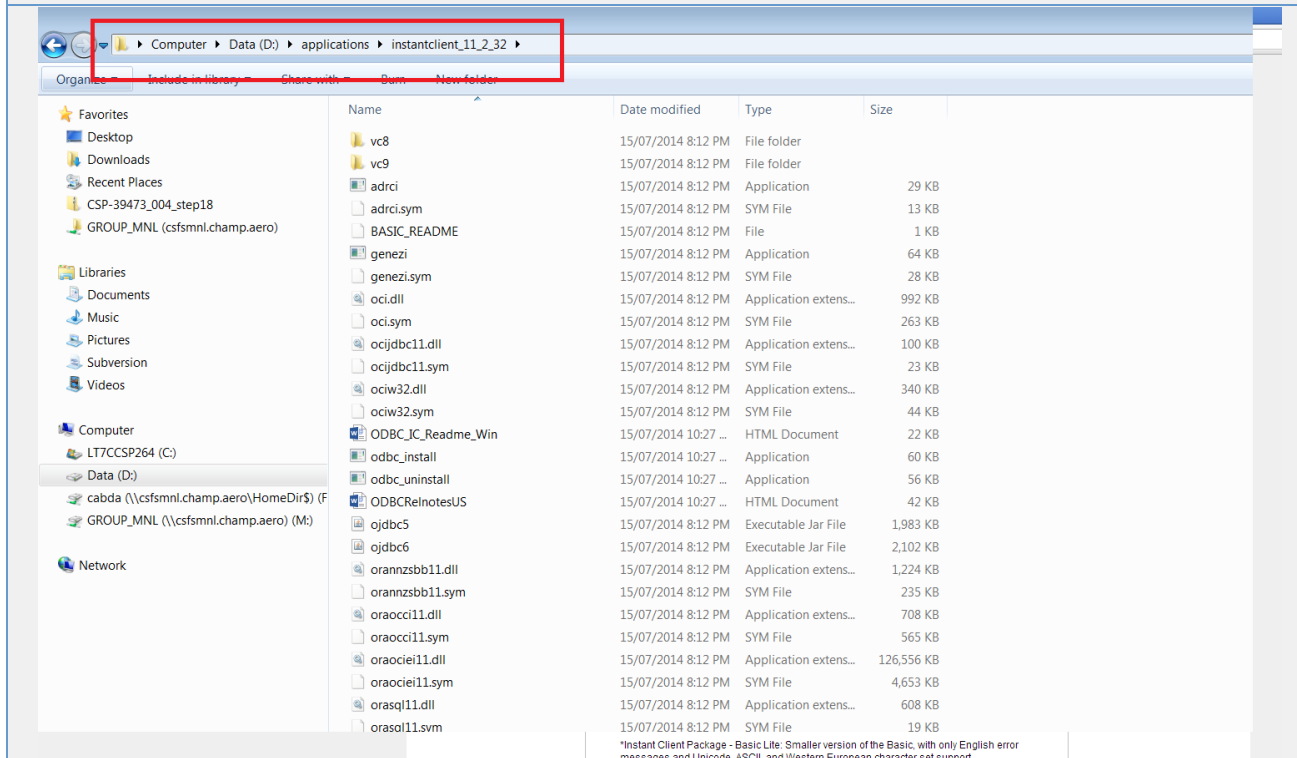 Computer Data (D:) applications instantclient_11_2_32
Organize Include in library Share with Burn New folder
Favorites
Desktop
Downloads
Recent Places
CSP-39473_004_step18
GROUP_MNL (csfsmnl.champ.aero)
Libraries
Documents
Music
Pictures
Subversion
Videos
Computer
LT7CCSP264 (C:)
Data (D:)
cabda (\\csfsmnl.champ.aero\HomeDir$) (F
GROUP_MNL (\\csfsmnl.champ.aero) (M:)
Network
Name Date modified Type Size
vc8 15/07/2014 8:12 PM File folder
vc9 15/07/2014 8:12 PM File folder
adrci 15/07/2014 8:12 PM Application 29 KB
adrci.sym 15/07/2014 8:12 PM SYM File 13 KB
BASIC_README 15/07/2014 8:12 PM File 1 KB
genezi 15/07/2014 8:12 PM Application 64 KB
genezi.sym 15/07/2014 8:12 PM SYM File 28 KB
oci.dll 15/07/2014 8:12 PM Application extens... 992 KB
oci.sym 15/07/2014 8:12 PM SYM File 263 KB
ocijdbc11.dll 15/07/2014 8:12 PM Application extens... 100 KB
ocijdbc11.sym 15/07/2014 8:12 PM SYM File 23 KB
ociw32.dll 15/07/2014 8:12 PM Application extens... 340 KB
ociw32.sym 15/07/2014 8:12 PM SYM File 44 KB
ODBC_IC_Readme_Win 15/07/2014 10:27 ... HTML Document 22 KB
odbc_install 15/07/2014 10:27 ... Application 60 KB
odbc_uninstall 15/07/2014 10:27 ... Application 56 KB
ODBCRelnotesUS 15/07/2014 10:27 ... HTML Document 42 KB
ojdbc5 15/07/2014 8:12 PM Executable Jar File 1,983 KB
ojdbc6 15/07/2014 8:12 PM Executable Jar File 2,102 KB
orannzsbb11.dll 15/07/2014 8:12 PM Application extens... 1,224 KB
orannzsbb11.sym 15/07/2014 8:12 PM SYM File 235 KB
oraocci11.dll 15/07/2014 8:12 PM Application extens... 708 KB
oraocci11.sym 15/07/2014 8:12 PM SYM File 565 KB
oraociei11.dll 15/07/2014 8:12 PM Application extens... 126,556 KB
oraociei11.sym 15/07/2014 8:12 PM SYM File 4,653 KB
orasql11.dll 15/07/2014 8:12 PM Application extens... 608 KB
orasql11.sym 15/07/2014 8:12 PM SYM File 19 KB
*Instant Client Package - Basic Lite: Smaller version of the Basic, with only English error
messages and Unicode, ASCII, and Western European character set support